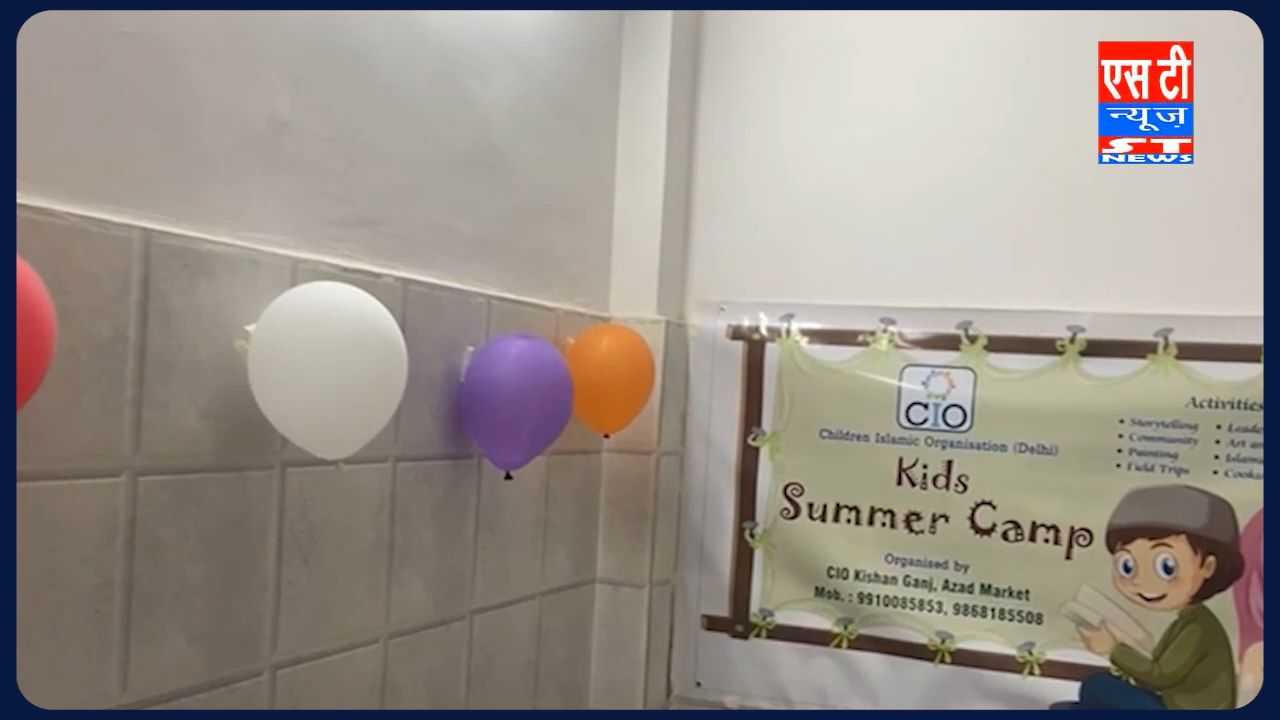 एस टी
न्यूज़
ST
NEWS
CIO
Children Islamic Organisation (Delhi)
Kids
Summer Camp
Organised by
CIO Kishan Ganj, Azad Market
Mob. : 9910085853, 9868185508
Activities
• Storytelling
• Community
• Painting
• Field Trips